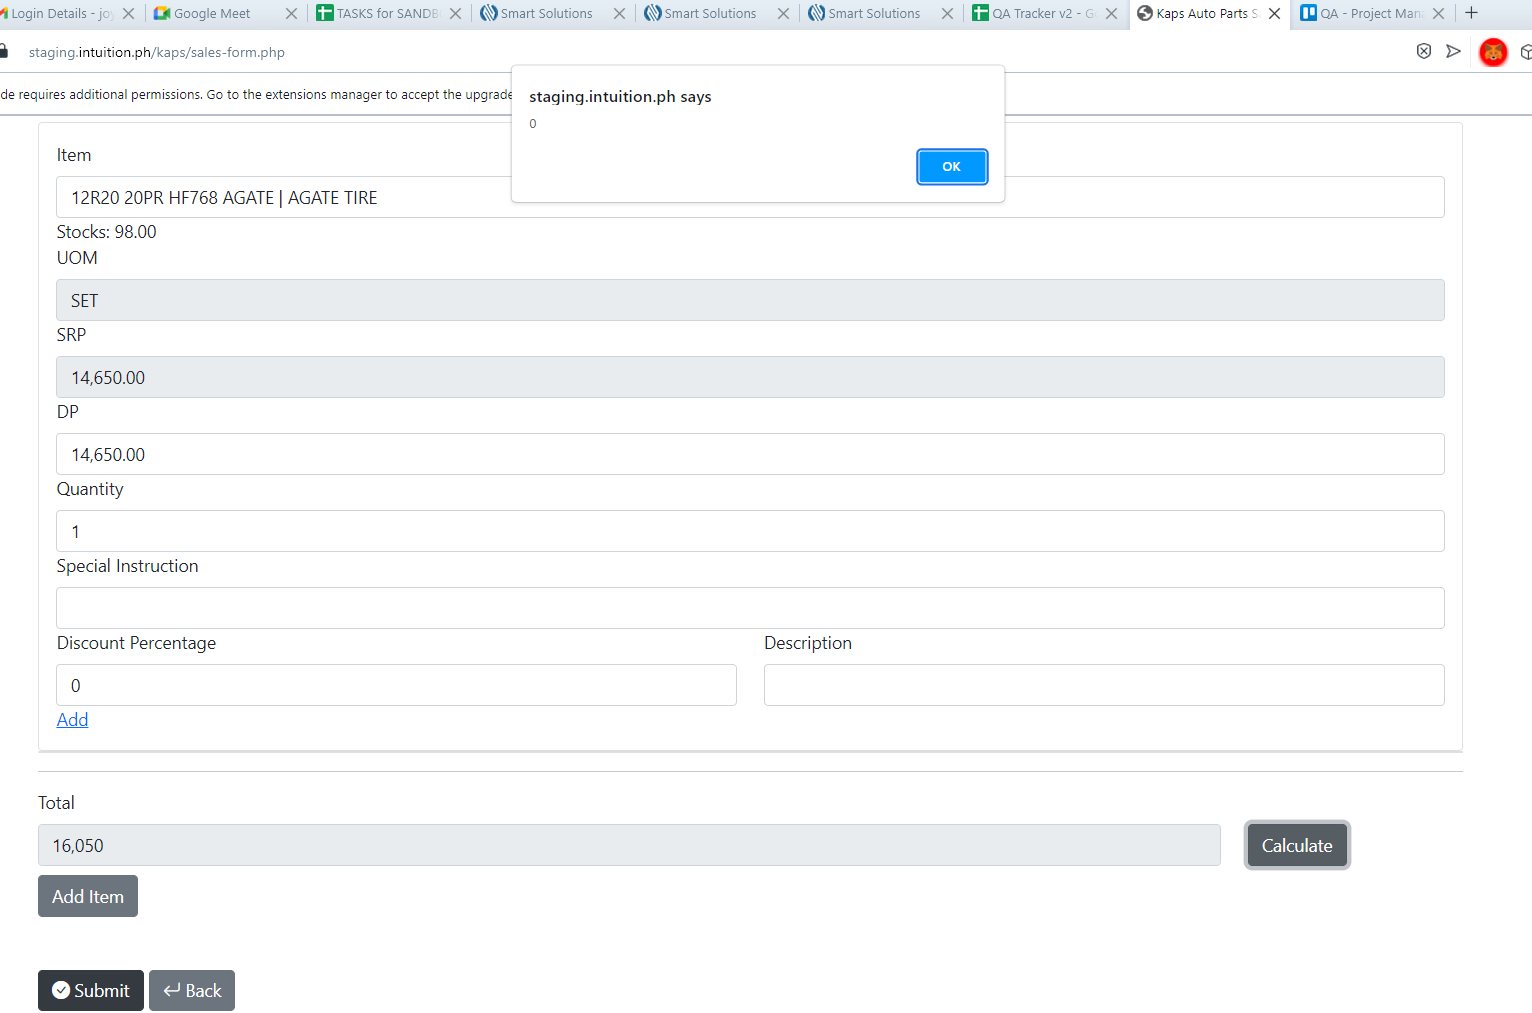 Login Details - joy
Google Meet
TASKS for SANDB
Smart Solutions
Smart Solutions
Smart Solutions
QA Tracker v2 - Go
Kaps Auto Parts S
QA - Project Mana
staging.intuition.ph/kaps/sales-form.php
de requires additional permissions. Go to the extensions manager to accept the upgrade
staging.intuition.ph says
0
OK
Item
12R20 20PR HF768 AGATE | AGATE TIRE
Stocks: 98.00
UOM
SET
SRP
14,650.00
DP
14,650.00
Quantity
1
Special Instruction
Discount Percentage
Description
0
Add
Total
16,050
Calculate
Add Item
Submit
Back